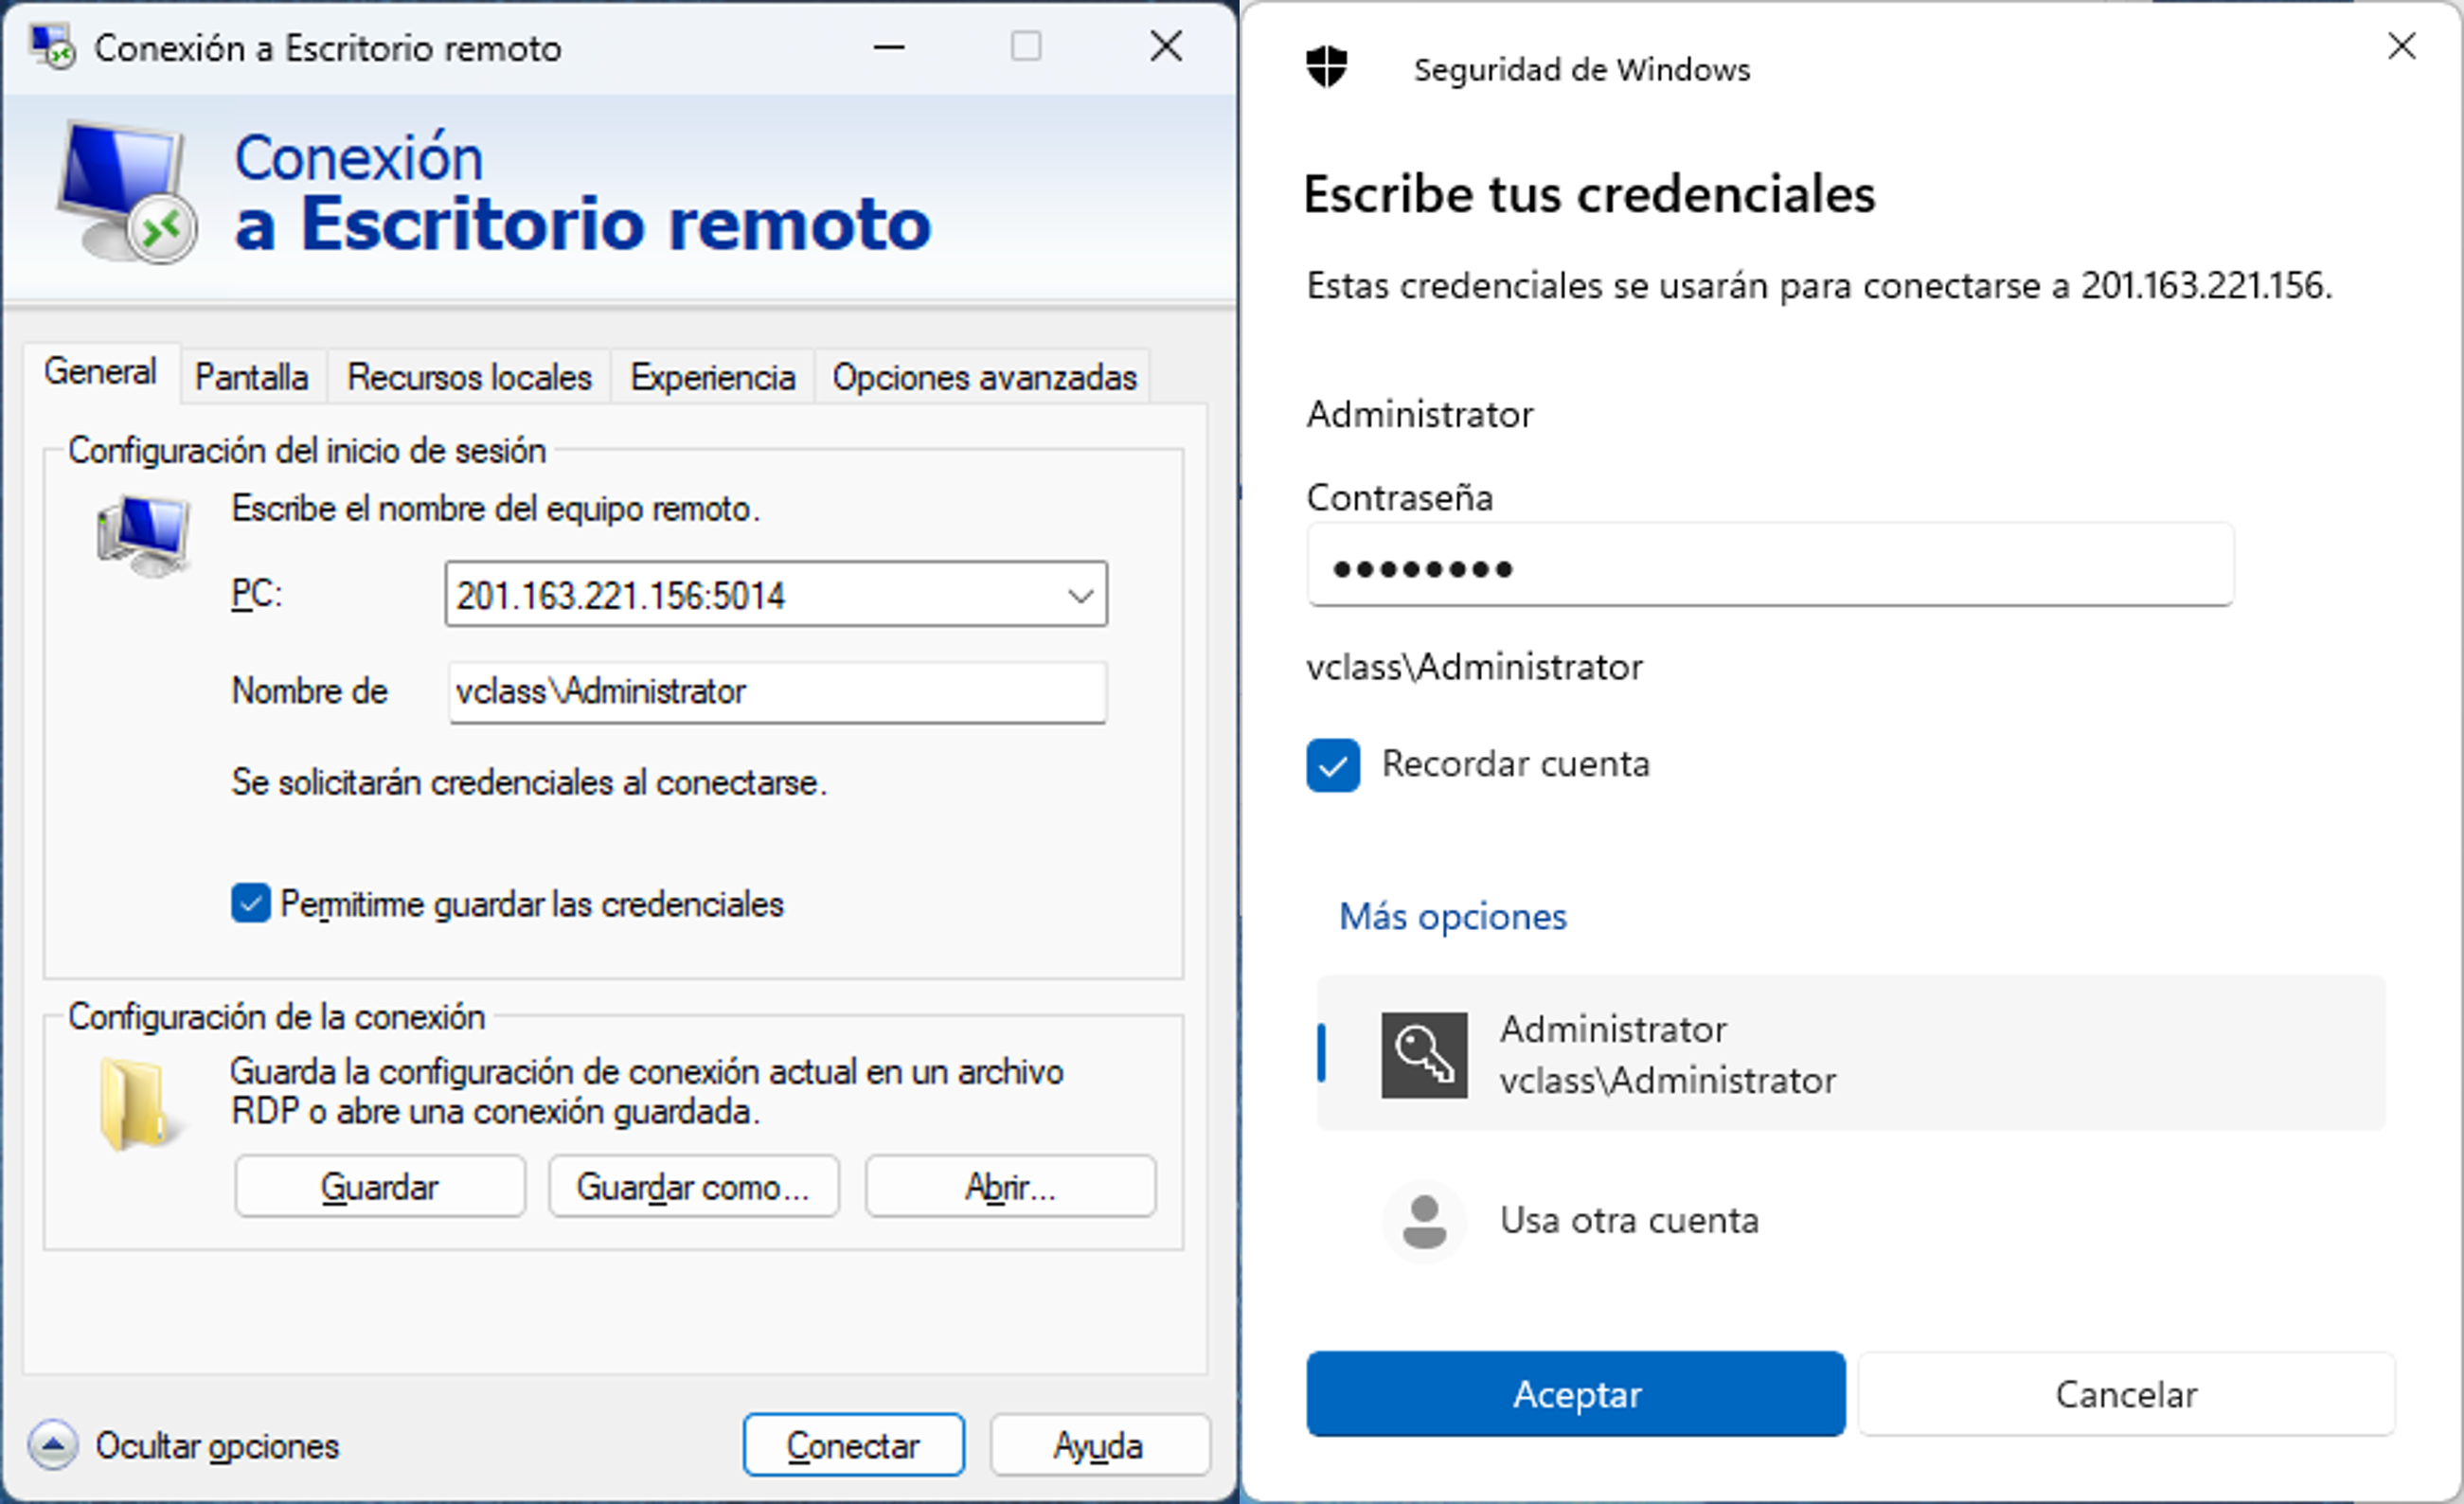 Conexión a Escritorio remoto
Conexión
a Escritorio remoto
General
Pantalla
Recursos locales
Experiencia
Opciones avanzadas
Configuración del inicio de sesión
Escribe el nombre del equipo remoto.
PC:
201.163.221.156:5014
Nombre de
vclass\Administrator
Se solicitarán credenciales al conectarse.
Permitirme guardar las credenciales
Configuración de la conexión
Guarda la configuración de conexión actual en un archivo
RDP o abre una conexión guardada.
Guardar
Guardar como...
Abrir...
Ocultar opciones
Conectar
Ayuda
Seguridad de Windows
Escribe tus credenciales
Estas credenciales se usarán para conectarse a 201.163.221.156.
Administrator
Contraseña
••••••••
vclass\Administrator
Recordar cuenta
Más opciones
Administrator
vclass\Administrator
Usa otra cuenta
Aceptar
Cancelar